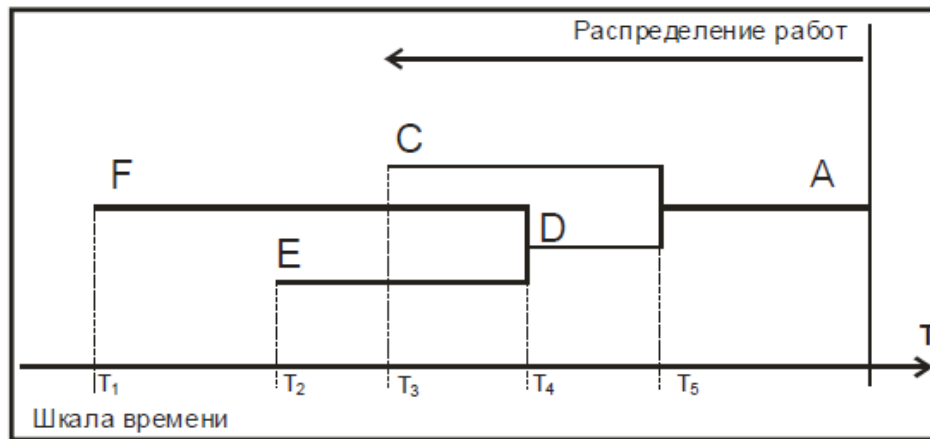 Распределение работ
C
F
A
D
E
T
T₁ T₂ T₃ T₄ T₅
Шкала времени